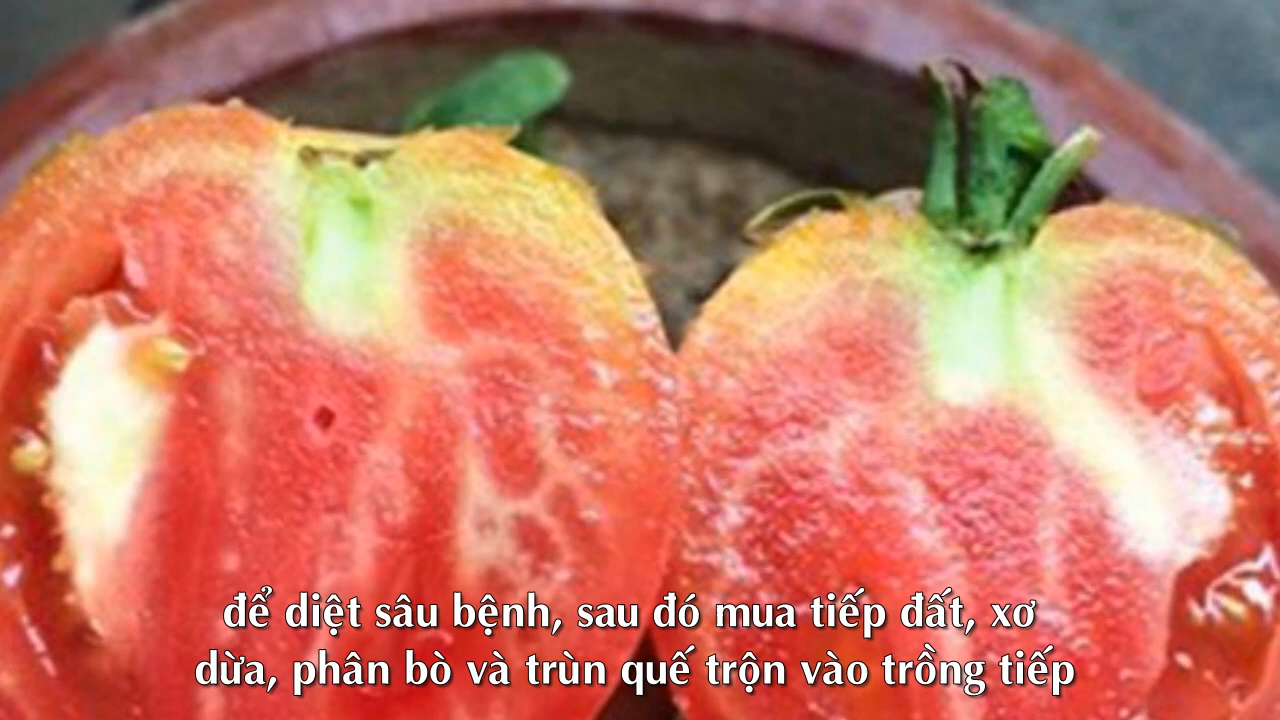 để diệt sâu bệnh, sau đó mua tiếp đất, xơ
dừa, phân bò và trùn quế trộn vào trồng tiếp